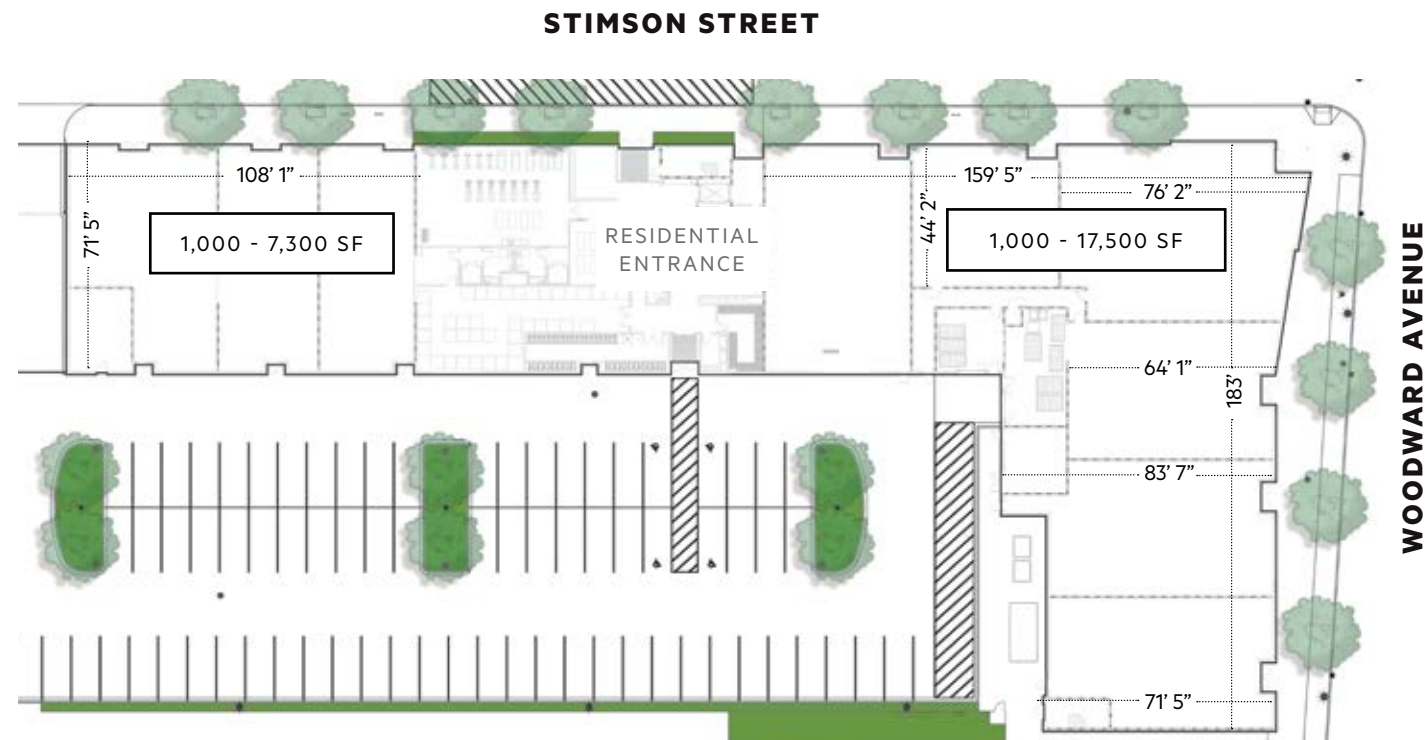 STIMSON STREET
108’ 1”
159’ 5”
76’ 2”
71’ 5”
44’ 2”
1,000 - 7,300 SF
RESIDENTIAL
ENTRANCE
1,000 - 17,500 SF
WOODWARD AVENUE
64’ 1”
183’
83’ 7”
71’ 5”